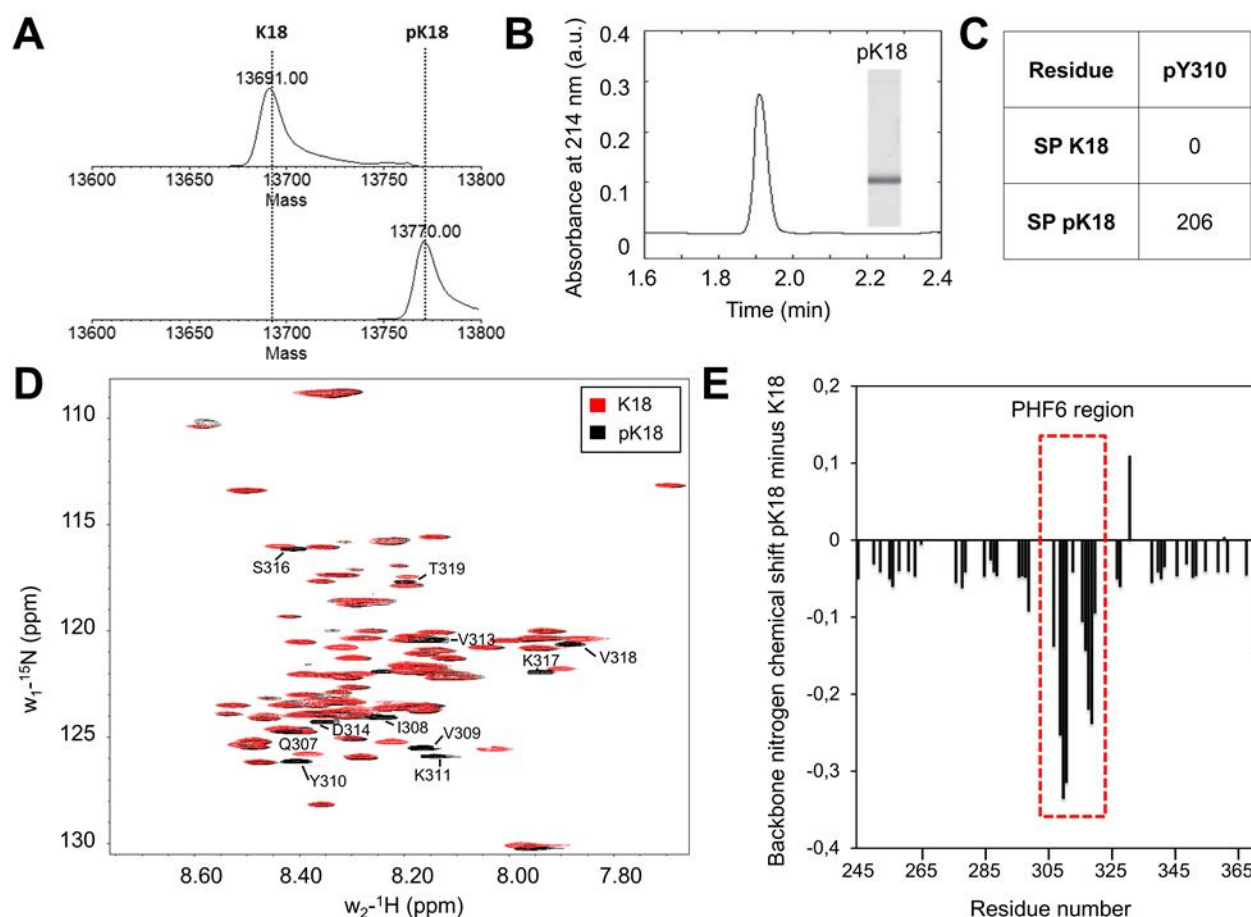 A
K18
pK18
13691.00
13600
13650
13700
13750
13800
Mass
13770.00
13600
13650
13700
13750
13800
Mass
B
Absorbance at 214 nm (a.u.)
0.4
0.3
0.2
0.1
0
pK18
1.6
1.8
2.0
2.2
2.4
Time (min)
C
Residue pY310
SP K18 0
SP pK18 206
D
w1-15N (ppm)
110
115
120
125
130
K18
pK18
S316
T319
V313
V318
K317
I308
D314
V309
Q307
K311
Y310
8.60
8.40
8.20
8.00
7.80
w2-1H (ppm)
E
Backbone nitrogen chemical shift pK18 minus K18
0,2
0,1
0
-0,1
-0,2
-0,3
-0,4
PHF6 region
245
265
285
305
325
345
365
Residue number